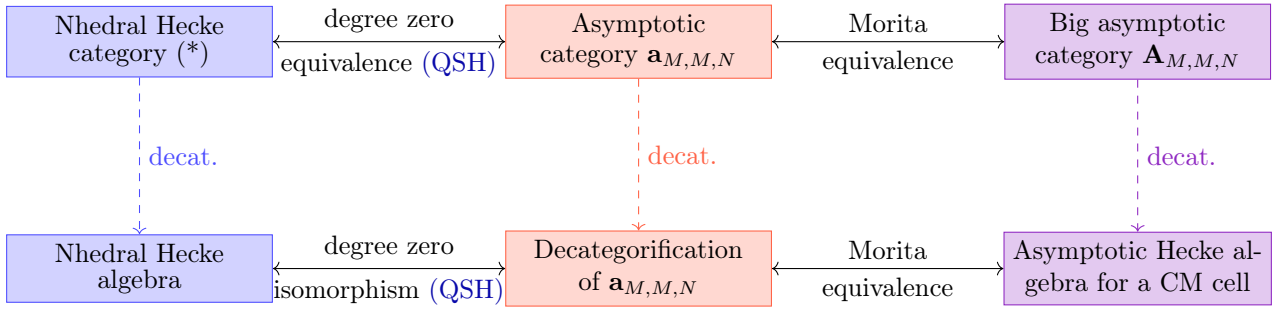 Nhedral Hecke
category (*)
degree zero
equivalence (QSH)
Asymptotic
category a_{M,M,N}
Morita
equivalence
Big asymptotic
category A_{M,M,N}
decat.
decat.
decat.
Nhedral Hecke
algebra
degree zero
isomorphism (QSH)
Decategorification
of a_{M,M,N}
Morita
equivalence
Asymptotic Hecke al-
gebra for a CM cell